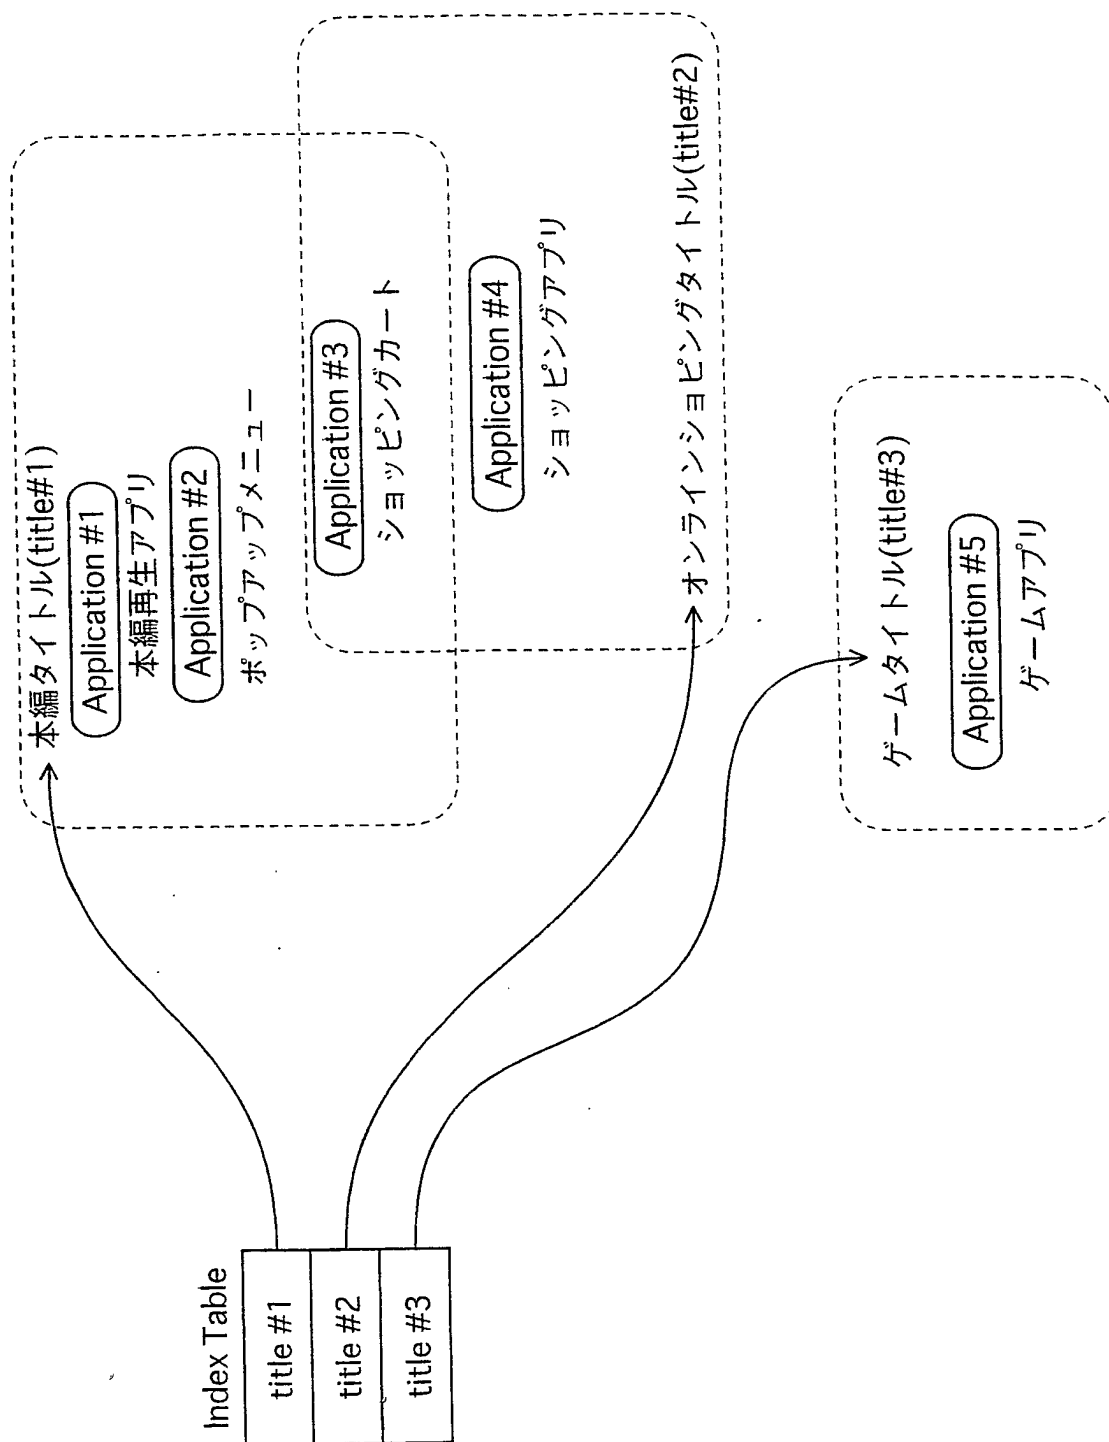 Index Table
title #1
title #2
title #3
本編タイトル(title#1)
Application #1
本編再生アプリ
Application #2
ポップアップメニュー
Application #3
ショッピングカート
Application #4
ショッピングアプリ
オンラインショピングタイトル(title#2)
ゲームタイトル(title#3)
Application #5
ゲームアプリ